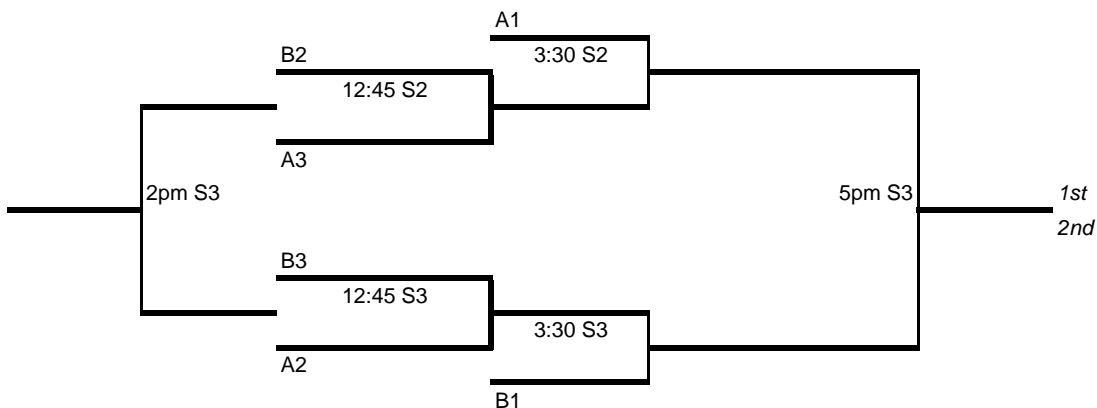 A1
B2
3:30 S2
12:45 S2
A3
2pm S3
5pm S3
1st
2nd
B3
12:45 S3
3:30 S3
A2
B1